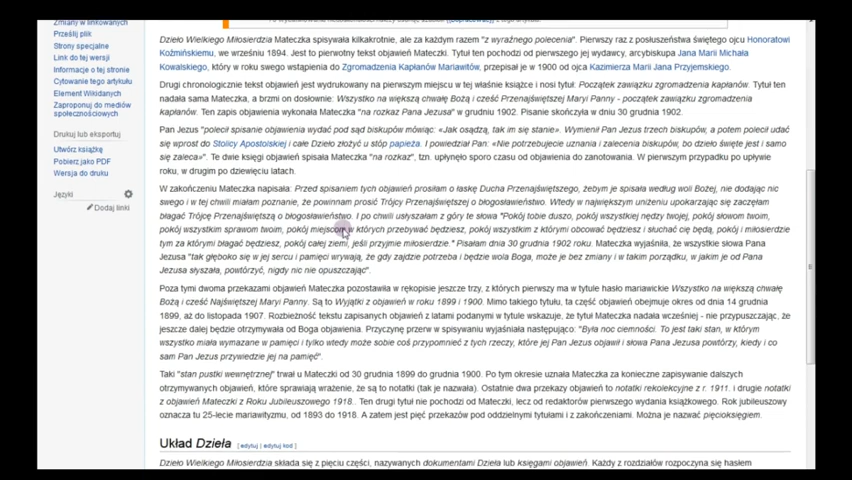 Zmiany w linkowanych
Prześlij plik
Strony specjalne
Link do tej wersji
Informacje o tej stronie
Cytowanie tego artykułu
Element Wikidanych
Zaproponuj do mediów
społecznościowych
Drukuj lub eksportuj
Utwórz książkę
Pobierz jako PDF
Wersja do druku
Języki
Dodaj linki
Dzieło Wielkiego Miłosierdzia Mateczka spisywała kilkakrotnie, ale za każdym razem "z wyraźnego polecenia". Pierwszy raz z posłuszeństwa świętego ojcu Honoratowi
Koźmińskiemu, we wrześniu 1894. Jest to pierwotny tekst objawień Mateczki. Tytuł ten pochodzi od pierwszego jej wydawcy, arcybiskupa Jana Marii Michała
Kowalskiego, który w roku swego wstąpienia do Zgromadzenia Kapłanów Mariawitów, przepisał je w 1900 od ojca Kazimierza Marii Jana Przyjemskiego.
Drugi chronologicznie tekst objawień jest wydrukowany na pierwszym miejscu w tej właśnie książce i nosi tytuł: Początek zawiązku zgromadzenia kapłanów. Tytuł ten
nadała sama Mateczka, a brzmi on dosłownie: Wszystko na większą chwałę Bożą i cześć Przenajświętszej Maryi Panny - początek zawiązku zgromadzenia
kapłanów. Ten zapis objawienia wykonała Mateczka "na rozkaz Pana Jezusa" w grudniu 1902. Pisanie skończyła w dniu 30 grudnia 1902.
Pan Jezus "polecił spisanie objawienia wydać pod sąd biskupów mówiąc: «Jak osądzą, tak im się stanie». Wymienił Pan Jezus trzech biskupów, a potem polecił udać
się wprost do Stolicy Apostolskiej i całe Dzieło złożyć u stóp papieża. I powiedział Pan: «Nie potrzebujecie uznania i zalecenia biskupów, bo dzieło święte jest i samo
się zaleca»". Te dwie księgi objawień spisała Mateczka "na rozkaz", tzn. upłynęło sporo czasu od objawienia do zanotowania. W pierwszym przypadku po upływie
roku, w drugim po dziewięciu latach.
W zakończeniu Mateczka napisała: Przed spisaniem tych objawień prosiłam o łaskę Ducha Przenajświętszego, żebym je spisała według woli Bożej, nie dodając nic
swego i w tej chwili miałam poznanie, że powinnam prosić Trójcy Przenajświętszej o błogosławieństwo. Wtedy w największym uniżeniu upokarzając się zaczęłam
błagać Trójcę Przenajświętszą o błogosławieństwo. I po chwili usłyszałam z góry te słowa "Pokój tobie duszo, pokój wszystkiej nędzy twojej, pokój słowom twoim,
pokój wszystkim sprawom twoim, pokój miejscom w których przebywać będziesz, pokój wszystkim z którymi obcować będziesz i słuchać cię będą, pokój i miłosierdzie
tym za którymi błagać będziesz, pokój całej ziemi, jeśli przyjmie miłosierdzie." Pisałam dnia 30 grudnia 1902 roku. Mateczka wyjaśniła, że wszystkie słowa Pana
Jezusa "tak głęboko się w jej sercu i pamięci wrywają, że gdy zajdzie potrzeba i będzie wola Boga, może je bez zmiany i w takim porządku, w jakim je od Pana
Jezusa słyszała, powtórzyć, nigdy nic nie opuszczając".
Poza tymi dwoma przekazami objawień Mateczka pozostawiła w rękopisie jeszcze trzy, z których pierwszy ma w tytule hasło mariawickie Wszystko na większą chwałę
Bożą i cześć Najświętszej Maryi Panny. Są to Wyjątki z objawień w roku 1899 i 1900. Mimo takiego tytułu, ta część objawień obejmuje okres od dnia 14 grudnia
1899, aż do listopada 1907. Rozbieżność tekstu zapisanych objawień z latami podanymi w tytule wskazuje, że tytuł Mateczka nadała wcześniej - nie przypuszczając, że
jeszcze dalej będzie otrzymywała od Boga objawienia. Przyczynę przerw w spisywaniu wyjaśniała następująco: "Była noc ciemności. To jest taki stan, w którym
wszystko miała wymazane w pamięci i tylko wtedy może sobie coś przypomnieć z tych rzeczy, które jej Pan Jezus objawił i słowa Pana Jezusa powtórzy, kiedy i co
sam Pan Jezus przywiedzie jej na pamięć".
Taki "stan pustki wewnętrznej" trwał u Mateczki od 30 grudnia 1899 do grudnia 1900. Po tym okresie uznała Mateczka za konieczne zapisywanie dalszych
otrzymywanych objawień, które sprawiają wrażenie, że są to notatki (tak je nazwała). Ostatnie dwa przekazy objawień to notatki rekolekcyjne z r. 1911. i drugie notatki
z objawień Mateczki z Roku Jubileuszowego 1918.. Ten drugi tytuł nie pochodzi od Mateczki, lecz od redaktorów pierwszego wydania książkowego. Rok jubileuszowy
oznacza tu 25-lecie mariawityzmu, od 1893 do 1918. A zatem jest pięć przekazów pod oddzielnymi tytułami i z zakończeniami. Można je nazwać pięcioksięgiem.
Układ Dzieła [ edytuj | edytuj kod ]
Dzieło Wielkiego Miłosierdzia składa się z pięciu części, nazywanych dokumentami Dzieła lub księgami objawień. Każdy z rozdziałów rozpoczyna się hasłem